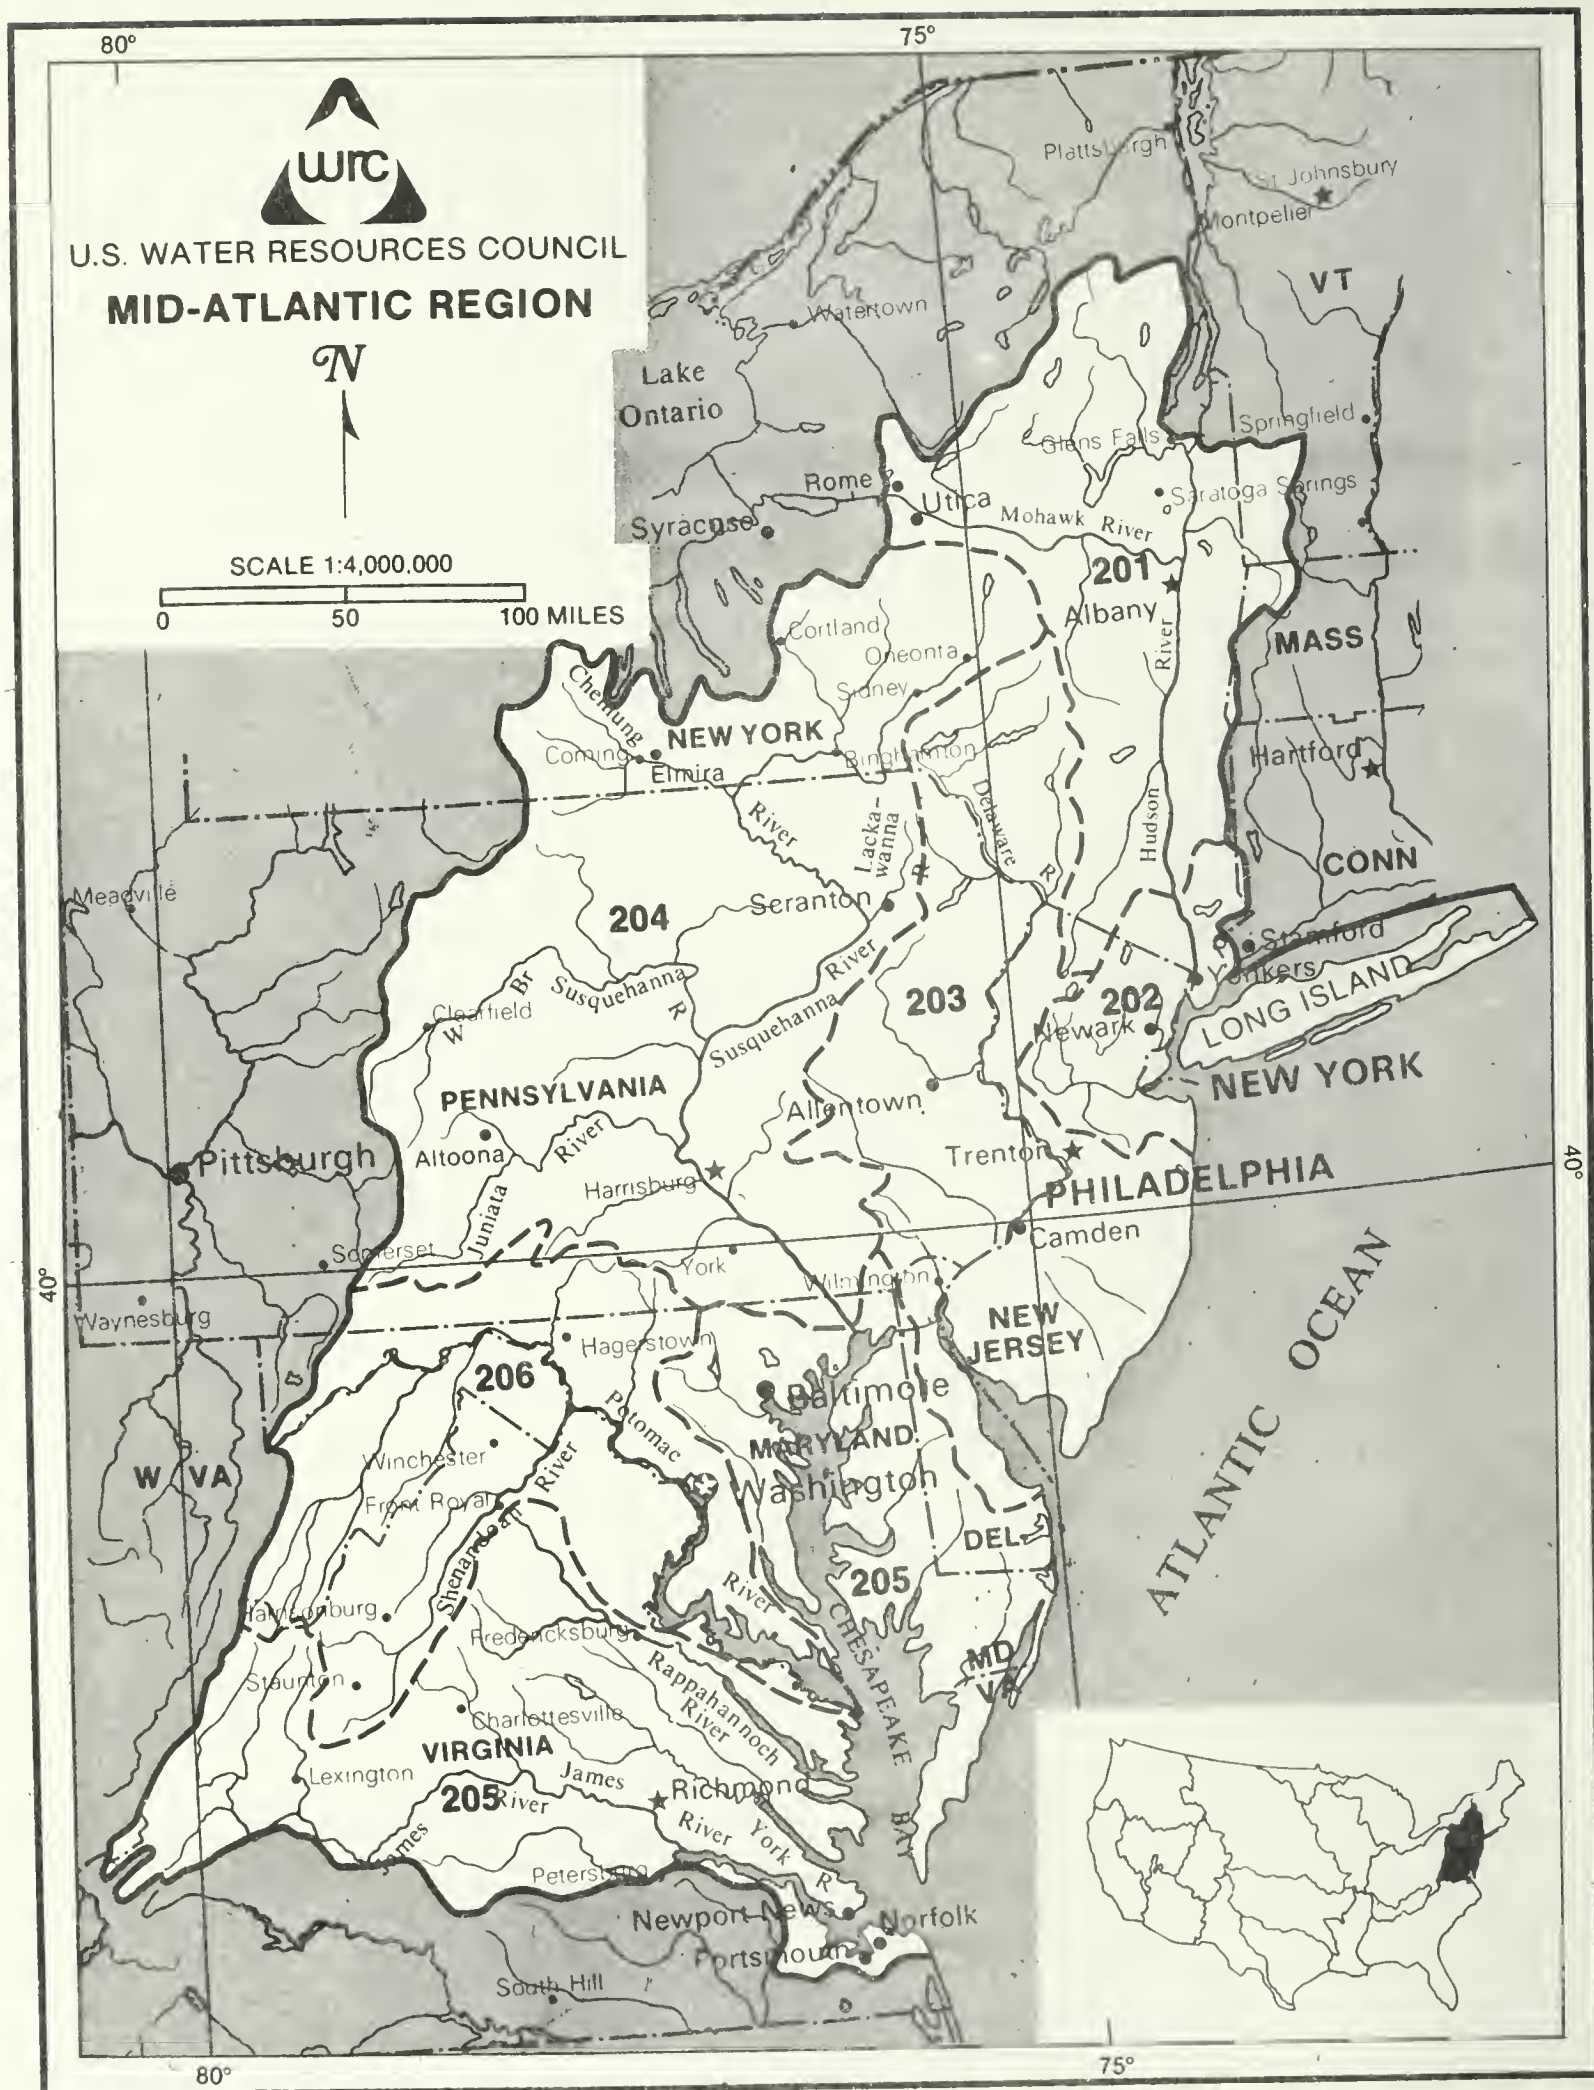 80°
75°
wrc
U.S. WATER RESOURCES COUNCIL
MID-ATLANTIC REGION
N
SCALE 1:4,000,000
0 50 100 MILES
Plattsburgh
St Johnsbury
Montpelier
VT
Watertown
Lake
Ontario
Glens Falls
Springfield
Rome
Utica
Saratoga Springs
Syracuse
Mohawk River
201
Albany
Cortland
Oneonta
Sidney
River
MASS
Chemung
NEW YORK
Corning
Elmira
Binghamton
Hartford
River
Lacka-
wanna
R
Delaware
R
Hudson
CONN
Meadville
204
Seranton
Stamford
R
Yonkers
W Br
Susquehanna
R
Susquehanna River
Clearfield
203
202
Newark
LONG ISLAND
NEW YORK
PENNSYLVANIA
Allentown
Altoona
River
Juniata
Pittsburgh
Harrisburg
Trenton
40°
PHILADELPHIA
Camden
Somerset
York
Wilmington
40°
Waynesburg
NEW
JERSEY
Hagerstown
206
Baltimore
ATLANTIC OCEAN
Potomac
MARYLAND
Winchester
W VA
Washington
Front Royal
River
Shenandoah
DEL
205
River
Harrisonburg
Fredericksburg
CHESAPEAKE
BAY
MD
VA
Staunton
Rappahannoch
River
Charlottesville
VIRGINIA
Lexington
James
River
205
Richmond
James
River
York
R
Petersburg
Newport News
Norfolk
Portsmouth
South Hill
80°
75°